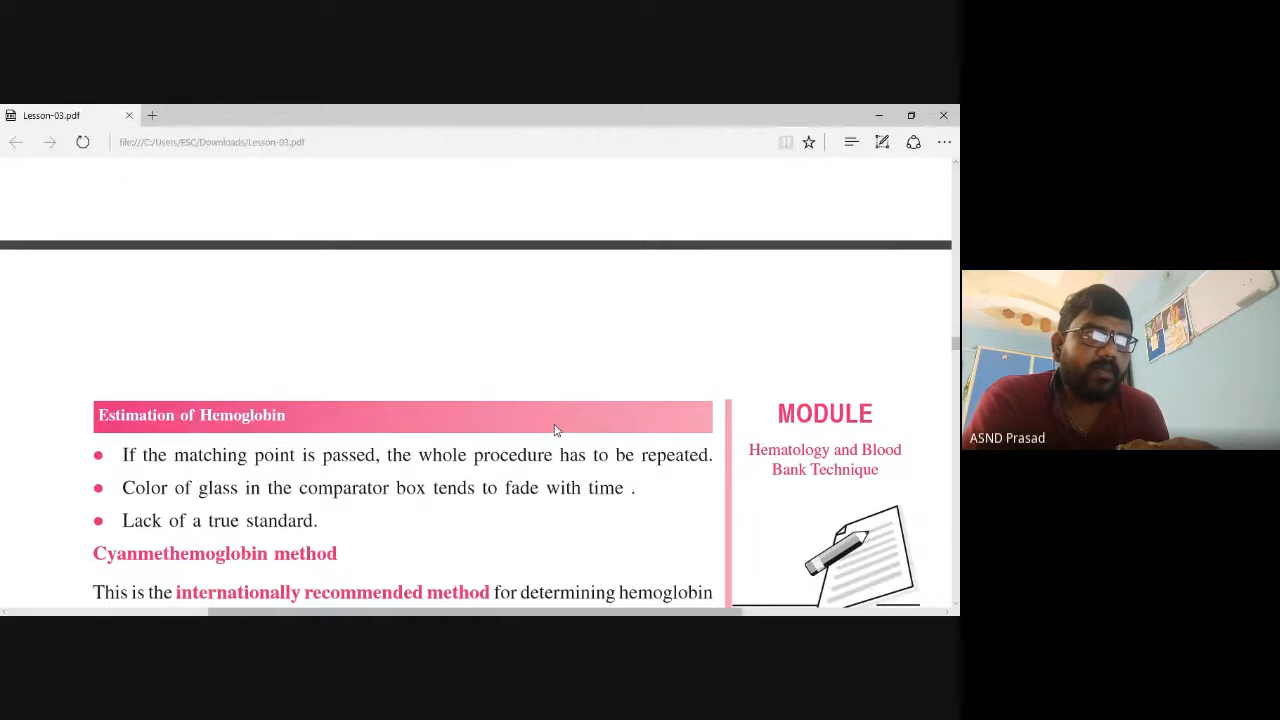 Lesson-03.pdf
file:///C:/Users/ESC/Downloads/Lesson-03.pdf
Estimation of Hemoglobin
If the matching point is passed, the whole procedure has to be repeated.
Color of glass in the comparator box tends to fade with time .
Lack of a true standard.
Cyanmethemoglobin method
This is the internationally recommended method for determining hemoglobin
MODULE
Hematology and Blood
Bank Technique
ASND Prasad